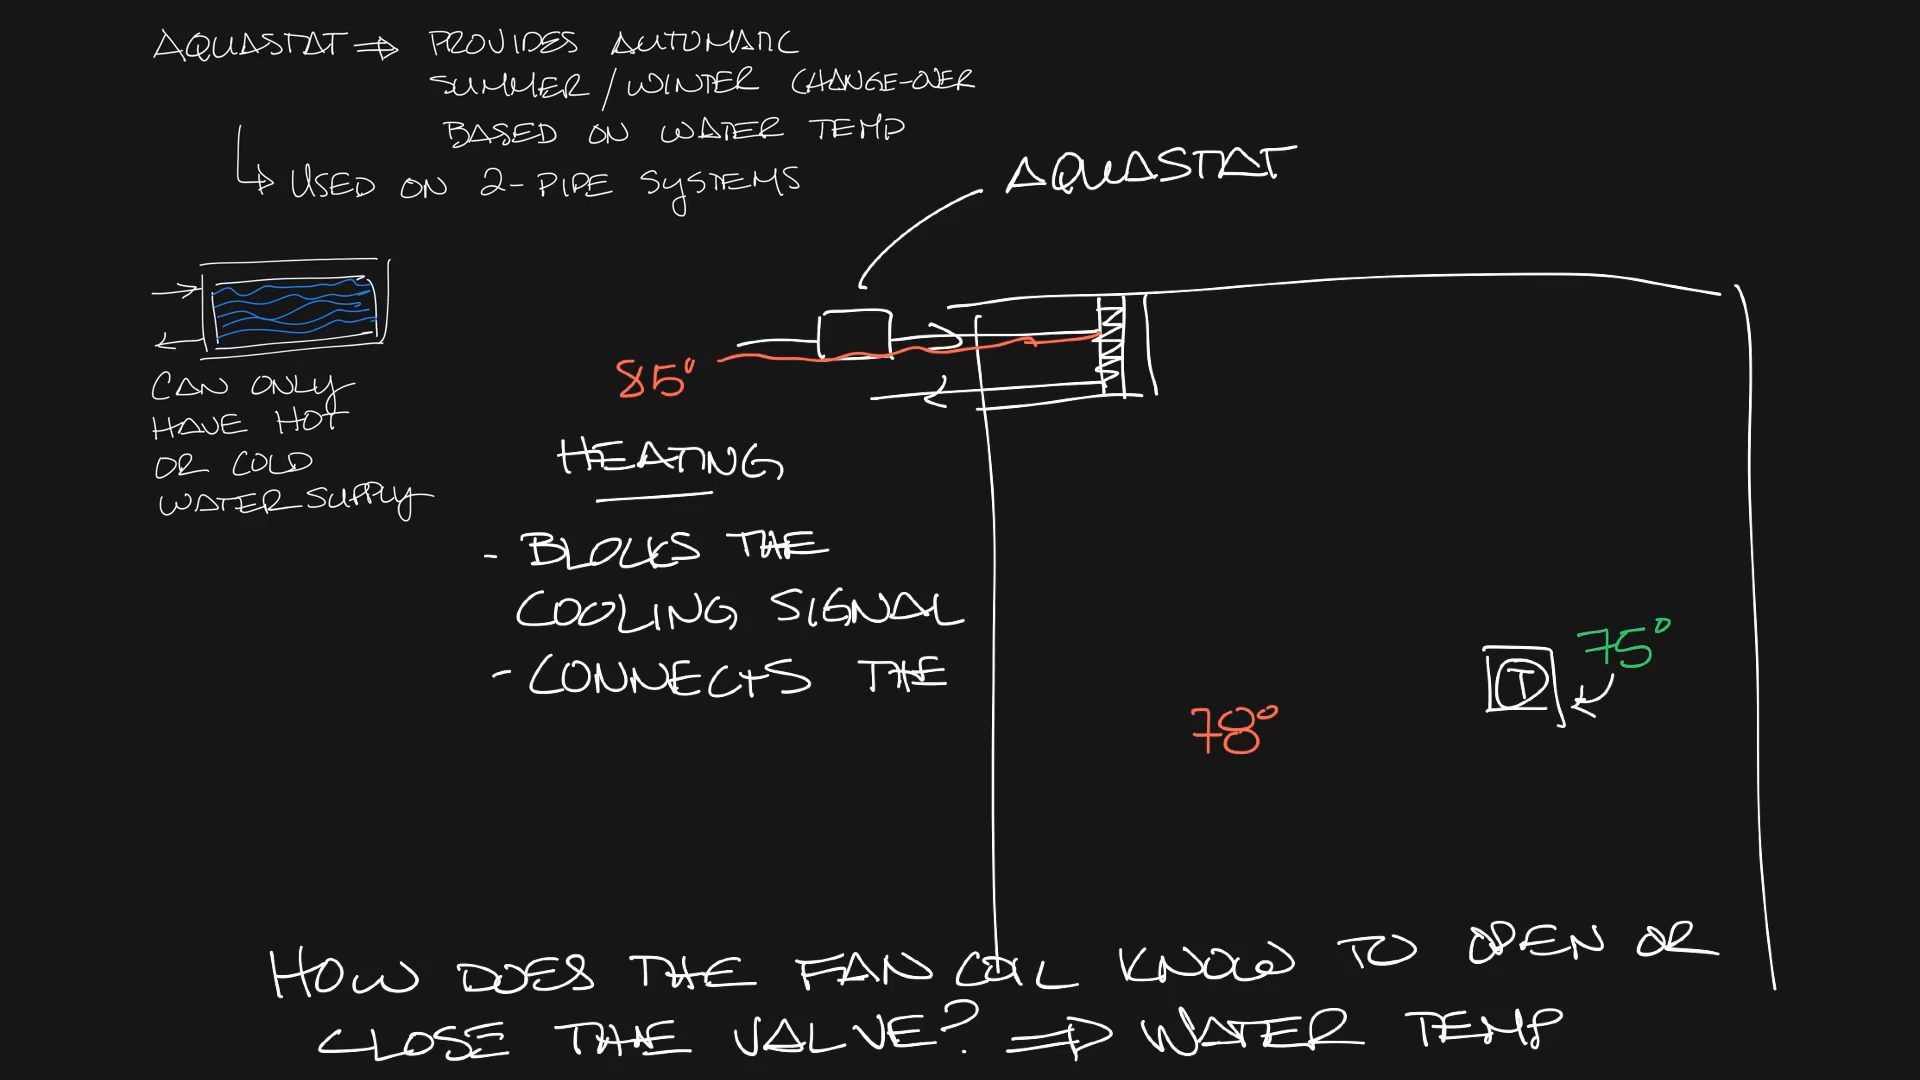 AQUASTAT ⇒ PROVIDES AUTOMATIC
SUMMER / WINTER CHANGE-OVER
BASED ON WATER TEMP
↳ USED ON 2-PIPE SYSTEMS
AQUASTAT
CAN ONLY
HAVE HOT
OR COLD
WATER SUPPLY
85°
HEATING
- BLOCKS THE
COOLING SIGNAL
- CONNECTS THE
75°
T
78°
HOW DOES THE FAN COIL KNOW TO OPEN OR
CLOSE THE VALVE? ⇒ WATER TEMP